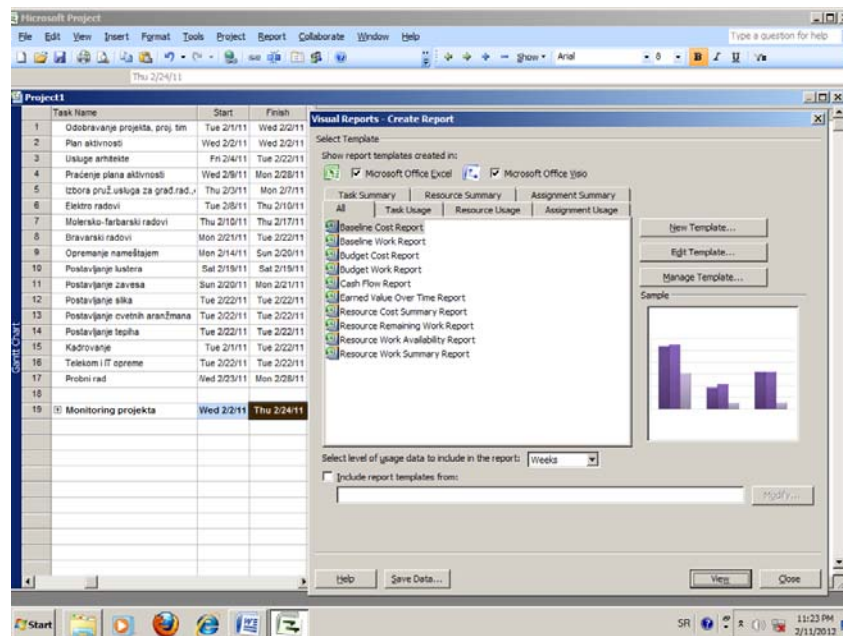 Microsoft Project
File Edit View Insert Format Tools Project Report Collaborate Window Help
Type a question for help
Show Arial 8 B I U
Thu 2/24/11
Project1
Task Name Start Finish
1 Odobravanje projekta, proj. tim Tue 2/1/11 Wed 2/2/11
2 Plan aktivnosti Wed 2/2/11 Wed 2/2/11
3 Usluge arhitekte Fri 2/4/11 Tue 2/22/11
4 Praćenje plana aktivnosti Wed 2/9/11 Mon 2/28/11
5 Izbora pruž.usluga za građ.rad., Thu 2/3/11 Mon 2/7/11
6 Elektro radovi Tue 2/8/11 Thu 2/10/11
7 Molersko-farbarski radovi Thu 2/10/11 Thu 2/17/11
8 Bravarski radovi Mon 2/21/11 Tue 2/22/11
9 Opremanje nameštajem Mon 2/14/11 Sun 2/20/11
10 Postavljanje lustera Sat 2/19/11 Sat 2/19/11
11 Postavljanje zavesa Sun 2/20/11 Mon 2/21/11
12 Postavljanje slika Tue 2/22/11 Tue 2/22/11
13 Postavljanje cvetnih aranžmana Tue 2/22/11 Tue 2/22/11
14 Postavljanje tepiha Tue 2/22/11 Tue 2/22/11
15 Kadrovanje Tue 2/1/11 Tue 2/22/11
16 Telekom i IT opreme Tue 2/22/11 Tue 2/22/11
17 Probni rad Wed 2/23/11 Mon 2/28/11
18
19 Monitoring projekta Wed 2/2/11 Thu 2/24/11
Gantt Chart
Visual Reports - Create Report
Select Template
Show report templates created in:
Microsoft Office Excel Microsoft Office Visio
Task Summary Resource Summary Assignment Summary
All Task Usage Resource Usage Assignment Usage
Baseline Cost Report
Baseline Work Report
Budget Cost Report
Budget Work Report
Cash Flow Report
Earned Value Over Time Report
Resource Cost Summary Report
Resource Remaining Work Report
Resource Work Availability Report
Resource Work Summary Report
New Template...
Edit Template...
Manage Template...
Sample
Select level of usage data to include in the report: Weeks
Include report templates from:
Modify...
Help Save Data... View Close
Start SR 11:23 PM
2/11/2012